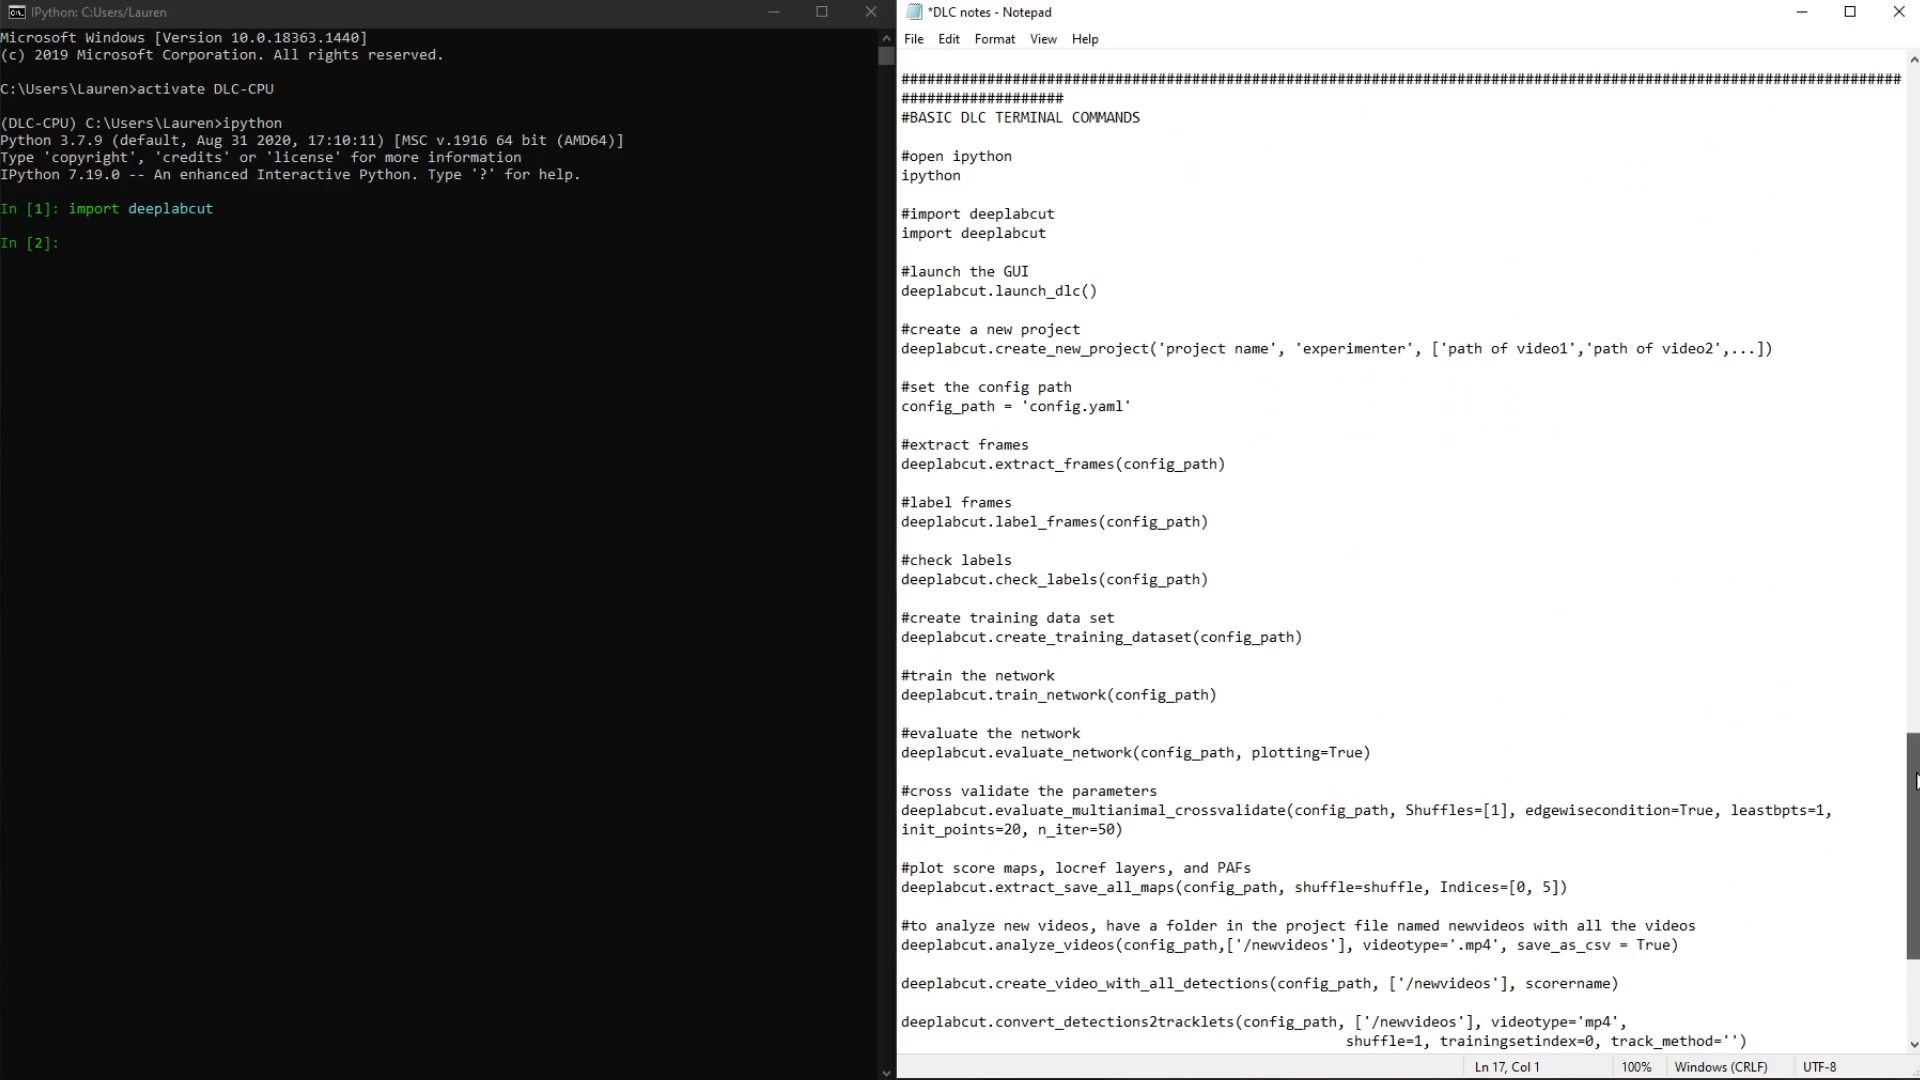 IPython: C:Users/Lauren
Microsoft Windows [Version 10.0.18363.1440]
(c) 2019 Microsoft Corporation. All rights reserved.
C:\Users\Lauren>activate DLC-CPU
(DLC-CPU) C:\Users\Lauren>ipython
Python 3.7.9 (default, Aug 31 2020, 17:10:11) [MSC v.1916 64 bit (AMD64)]
Type 'copyright', 'credits' or 'license' for more information
IPython 7.19.0 -- An enhanced Interactive Python. Type '?' for help.
In [1]: import deeplabcut
In [2]:
*DLC notes - Notepad
File Edit Format View Help
#####################################################################################################################
###################
#BASIC DLC TERMINAL COMMANDS
#open ipython
ipython
#import deeplabcut
import deeplabcut
#launch the GUI
deeplabcut.launch_dlc()
#create a new project
deeplabcut.create_new_project('project name', 'experimenter', ['path of video1','path of video2',...])
#set the config path
config_path = 'config.yaml'
#extract frames
deeplabcut.extract_frames(config_path)
#label frames
deeplabcut.label_frames(config_path)
#check labels
deeplabcut.check_labels(config_path)
#create training data set
deeplabcut.create_training_dataset(config_path)
#train the network
deeplabcut.train_network(config_path)
#evaluate the network
deeplabcut.evaluate_network(config_path, plotting=True)
#cross validate the parameters
deeplabcut.evaluate_multianimal_crossvalidate(config_path, Shuffles=[1], edgewisecondition=True, leastbpts=1,
init_points=20, n_iter=50)
#plot score maps, locref layers, and PAFs
deeplabcut.extract_save_all_maps(config_path, shuffle=shuffle, Indices=[0, 5])
#to analyze new videos, have a folder in the project file named newvideos with all the videos
deeplabcut.analyze_videos(config_path,['/newvideos'], videotype='.mp4', save_as_csv = True)
deeplabcut.create_video_with_all_detections(config_path, ['/newvideos'], scorername)
deeplabcut.convert_detections2tracklets(config_path, ['/newvideos'], videotype='mp4',
shuffle=1, trainingsetindex=0, track_method='')
Ln 17, Col 1 100% Windows (CRLF) UTF-8